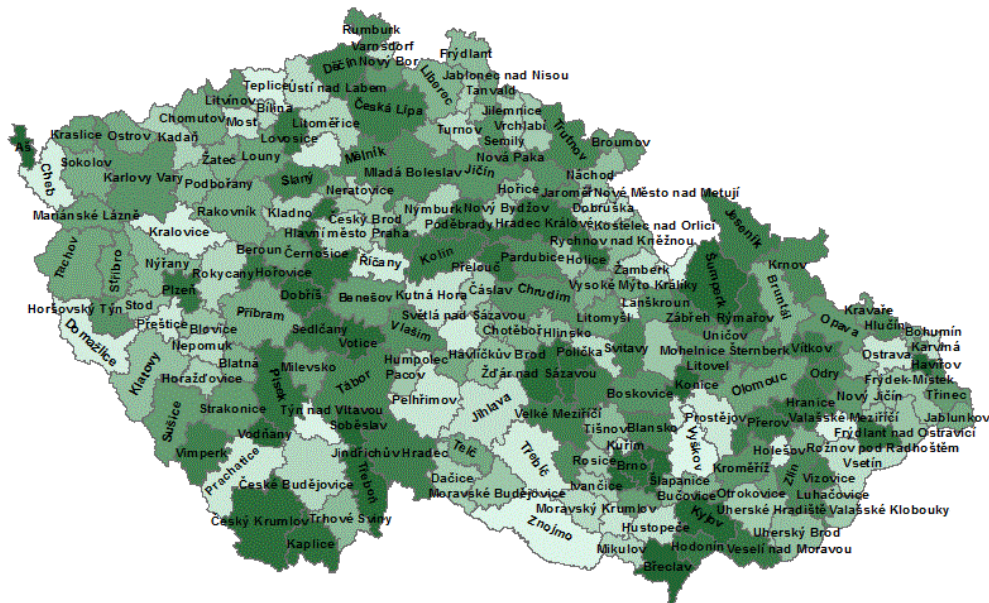 Rumburk
Varnsdorf
Děčín
Nový Bor
Frýdlant
Liberec
Jablonec nad Nisou
Tanvald
Teplice
Ústí nad Labem
Česká Lípa
Litvínov
Bílina
Jilemnice
Chomutov
Most
Litoměřice
Vrchlabí
Trutnov
Kraslice
Ostrov
Kadaň
Lovosice
Turnov
Semily
Broumov
Aš
Cheb
Sokolov
Žateč
Louny
Mělník
Nová Paka
Karlovy Vary
Podbořany
Slaný
Mladá Boleslav
Jičín
Náchod
Neratovice
Hořice
Jaroměř
Nové Město nad Metují
Mariánské Lázně
Rakovník
Kladno
Český Brod
Nymburk
Nový Bydžov
Dobruška
Kralovice
Hlavní město Praha
Poděbrady
Hradec Králové
Kostelec nad Orlicí
Jeseník
Tachov
Stříbro
Nýřany
Beroun
Černošice
Říčany
Kolín
Pardubice
Rychnov nad Kněžnou
Rokycany
Hořovice
Přelouč
Holice
Žamberk
Šumperk
Krnov
Plzeň
Dobříš
Benešov
Kutná Hora
Čáslav
Chrudim
Vysoké Mýto
Králíky
Bruntál
Horšovský Týn
Stod
Příbram
Světlá nad Sázavou
Litomyšl
Lanškroun
Zábřeh
Rýmařov
Opava
Kravaře
Domažlice
Přeštice
Blovice
Sedlčany
Vlašim
Chotěboř
Hlinsko
Uničov
Hlučín
Bohumín
Nepomuk
Votice
Svitavy
Karviná
Klatovy
Blatná
Milevsko
Humpolec
Havlíčkův Brod
Polička
Mohelnice
Šternberk
Vítkov
Ostrava
Havířov
Horažďovice
Písek
Tábor
Pacov
Žďár nad Sázavou
Litovel
Odry
Frýdek-Místek
Konice
Olomouc
Třinec
Sušice
Strakonice
Týn nad Vltavou
Pelhřimov
Jihlava
Boskovice
Hranice
Nový Jičín
Velké Meziříčí
Prostějov
Přerov
Valašské Meziříčí
Jablunkov
Vodňany
Soběslav
Tišnov
Blansko
Vyškov
Frýdlant nad Ostravicí
Vimperk
Jindřichův Hradec
Telč
Třebíč
Kuřim
Holešov
Rožnov pod Radhoštěm
Prachatice
Třeboň
Rosice
Brno
Kroměříž
Zlín
Vsetín
České Budějovice
Dačice
Ivančice
Šlapanice
Vizovice
Moravské Budějovice
Bučovice
Otrokovice
Luhačovice
Český Krumlov
Trhové Sviny
Moravský Krumlov
Kyjov
Uherské Hradiště
Valašské Klobouky
Znojmo
Hustopeče
Uherský Brod
Kaplice
Mikulov
Hodonín
Veselí nad Moravou
Břeclav